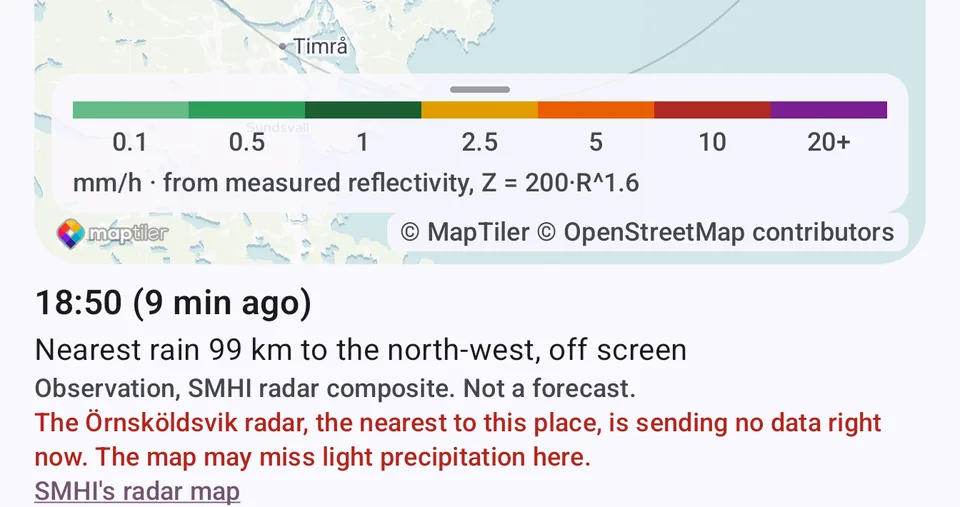 Timrå
Sundsvall
0.1 0.5 1 2.5 5 10 20+
mm/h · from measured reflectivity, Z = 200·R^1.6
maptiler
© MapTiler © OpenStreetMap contributors
18:50 (9 min ago)
Nearest rain 99 km to the north-west, off screen
Observation, SMHI radar composite. Not a forecast.
The Örnsköldsvik radar, the nearest to this place, is sending no data right
now. The map may miss light precipitation here.
SMHI's radar map